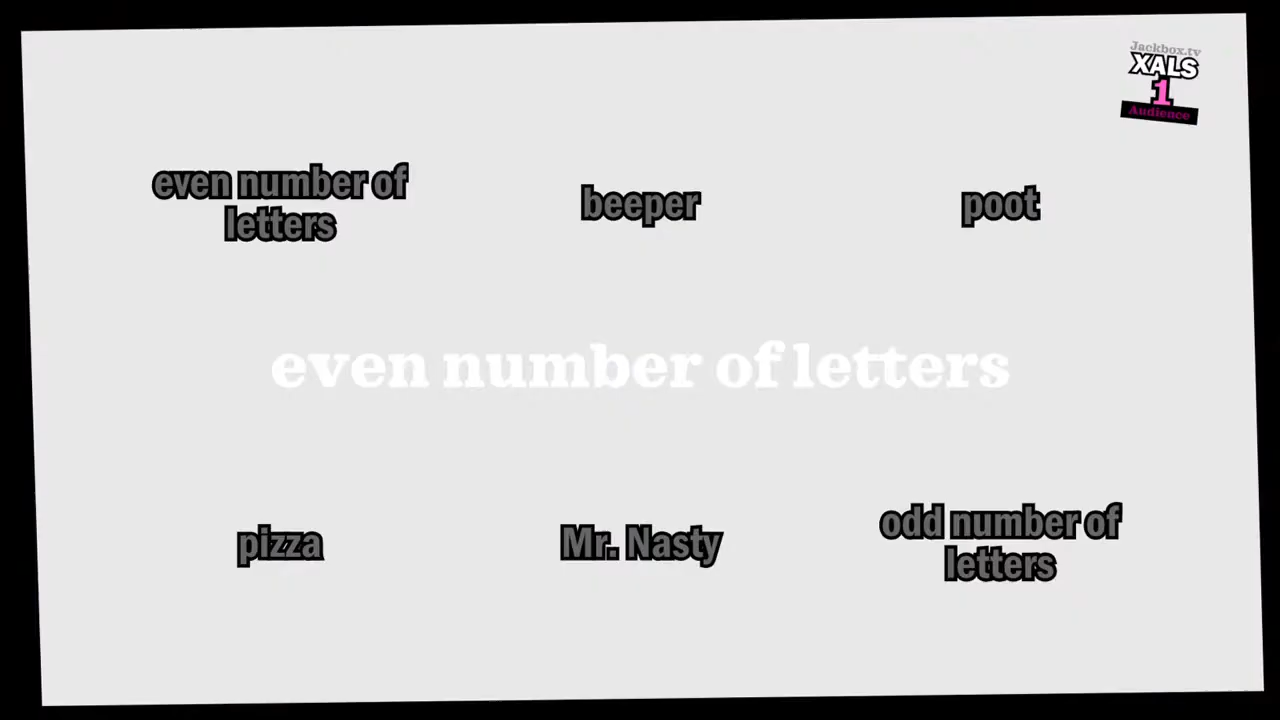 Jackbox.tv
XALS
1
Audience
even number of
letters
beeper
poot
even number of letters
pizza
Mr. Nasty
odd number of
letters